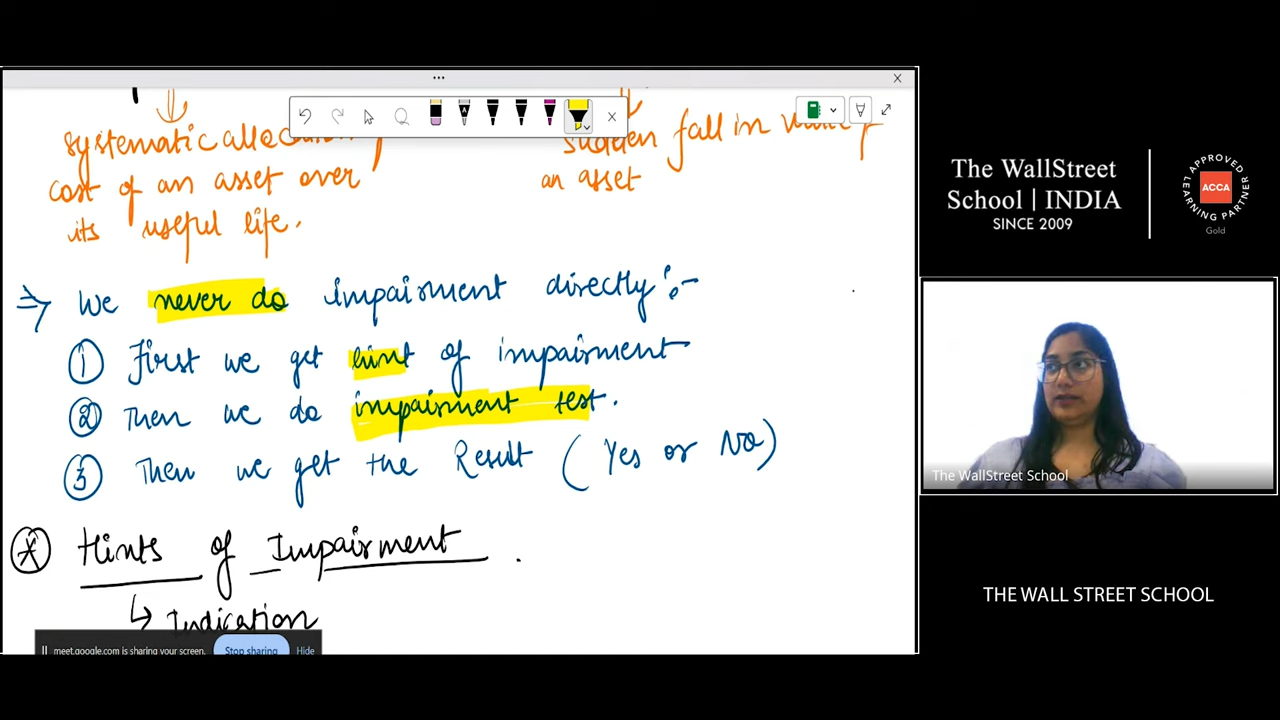 systematic allocation
cost of an asset over
its useful life.
sudden fall in value of
an asset
⇒ We never do impairment directly:-
① First we get hint of impairment
② Then we do impairment test.
③ Then we get the Result (Yes or No)
Hints of Impairment.
↳ Indication
meet.google.com is sharing your screen.
Stop sharing
Hide
The WallStreet
School | INDIA
SINCE 2009
APPROVED
LEARNING PARTNER
ACCA
Gold
The WallStreet School
THE WALL STREET SCHOOL